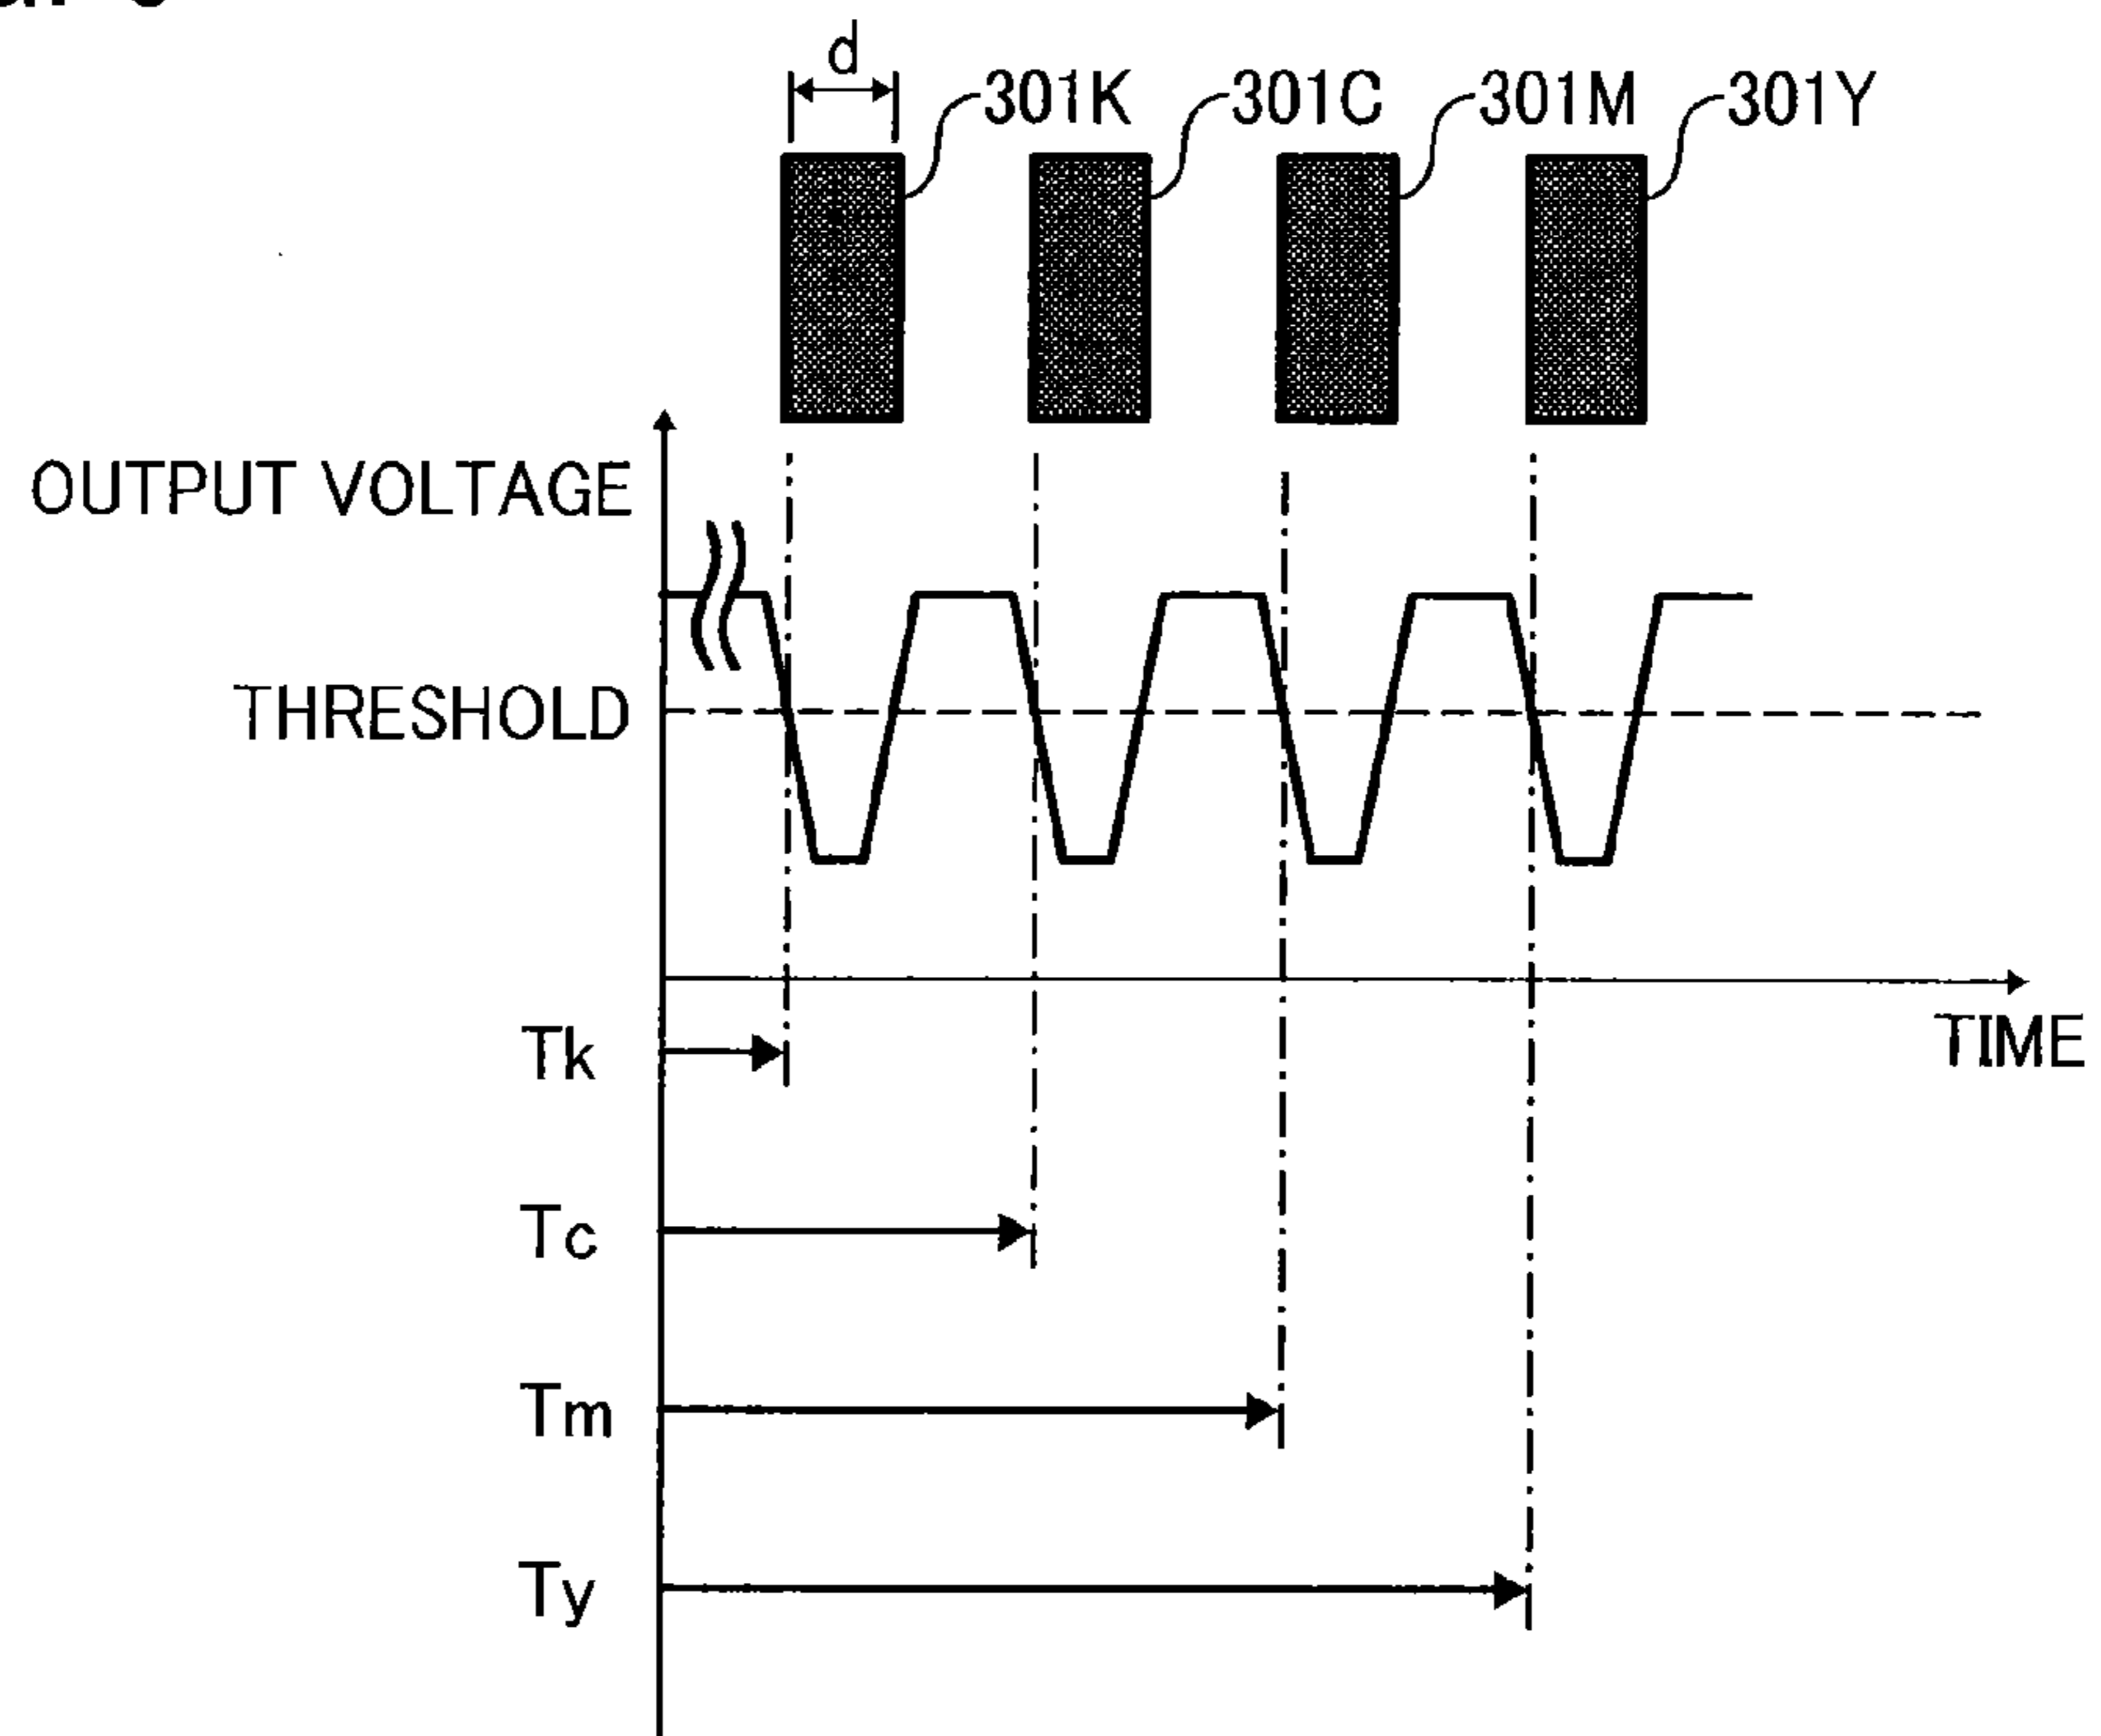 d
301K 301C 301M 301Y
OUTPUT VOLTAGE
THRESHOLD
TIME
Tk
Tc
Tm
Ty